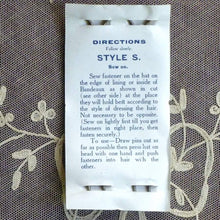 DIRECTIONS
Follow closely.
STYLE S.
Sew on.
Sew fastener on the hat on
the edge of lining or inside of
Bandeaux as shown in cut
(see other side) at the place
they will hold best according to
the style of dressing the hair.
Not necessary to be opposite.
(Sew on lightly first till you get
fasteners in right place, then
fasten securely.)
To use—Draw pins out as
far as possible then press hat on
head with one hand and push
fasteners into hair with the
other.